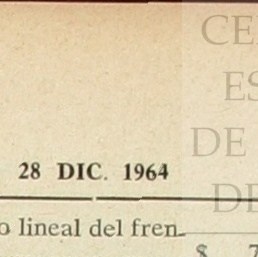 CE
ES
DE
28 DIC. 1964
DE
o lineal del fren-
$ 7